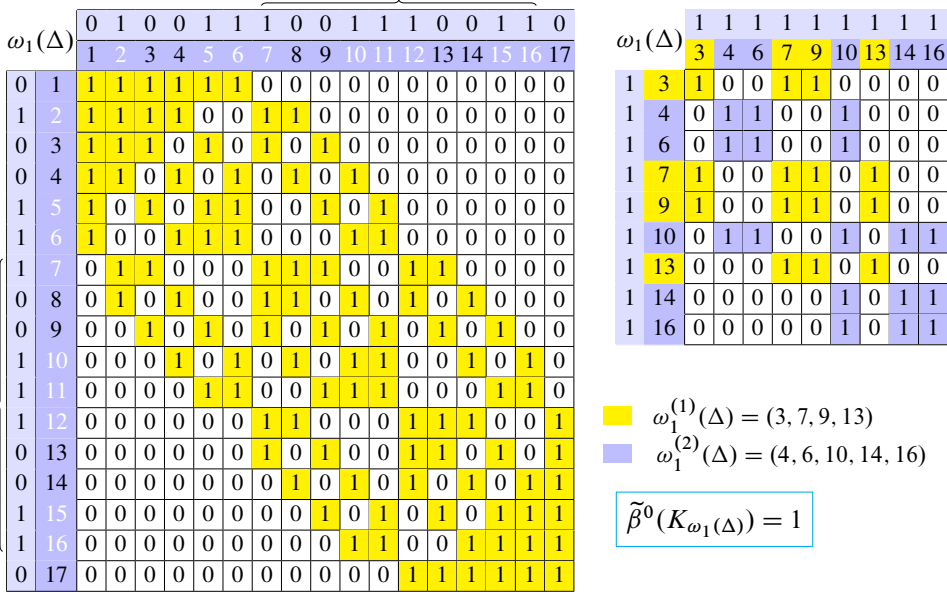 0 1 0 0 1 1 1 0 0 1 1 1 0 0 1 1 0
ω₁(Δ) 1 2 3 4 5 6 7 8 9 10 11 12 13 14 15 16 17
0 1 1 1 1 1 1 1 0 0 0 0 0 0 0 0 0 0 0
1 2 1 1 1 1 0 0 1 1 0 0 0 0 0 0 0 0 0
0 3 1 1 1 0 1 0 1 0 1 0 0 0 0 0 0 0 0
0 4 1 1 0 1 0 1 0 1 0 1 0 0 0 0 0 0 0
1 5 1 0 1 0 1 1 0 0 1 0 1 0 0 0 0 0 0
1 6 1 0 0 1 1 1 0 0 0 1 1 0 0 0 0 0 0
1 7 0 1 1 0 0 0 1 1 1 0 0 1 1 0 0 0 0
0 8 0 1 0 1 0 0 1 1 0 1 0 1 0 1 0 0 0
0 9 0 0 1 0 1 0 1 0 1 0 1 0 1 0 1 0 0
1 10 0 0 0 1 0 1 0 1 0 1 1 0 0 1 0 1 0
1 11 0 0 0 0 1 1 0 0 1 1 1 0 0 0 1 1 0
1 12 0 0 0 0 0 0 1 1 0 0 0 1 1 1 0 0 1
0 13 0 0 0 0 0 0 1 0 1 0 0 1 1 0 1 0 1
0 14 0 0 0 0 0 0 0 1 0 1 0 1 0 1 0 1 1
1 15 0 0 0 0 0 0 0 0 1 0 1 0 1 0 1 1 1
1 16 0 0 0 0 0 0 0 0 0 1 1 0 0 1 1 1 1
0 17 0 0 0 0 0 0 0 0 0 0 0 1 1 1 1 1 1
1 1 1 1 1 1 1 1 1
ω₁(Δ) 3 4 6 7 9 10 13 14 16
1 3 1 0 0 1 1 0 0 0 0
1 4 0 1 1 0 0 1 0 0 0
1 6 0 1 1 0 0 1 0 0 0
1 7 1 0 0 1 1 0 1 0 0
1 9 1 0 0 1 1 0 1 0 0
1 10 0 1 1 0 0 1 0 1 1
1 13 0 0 0 1 1 0 1 0 0
1 14 0 0 0 0 0 1 0 1 1
1 16 0 0 0 0 0 1 0 1 1
ω₁⁽¹⁾(Δ) = (3, 7, 9, 13)
ω₁⁽²⁾(Δ) = (4, 6, 10, 14, 16)
β̃⁰(K_{ω₁(Δ)}) = 1